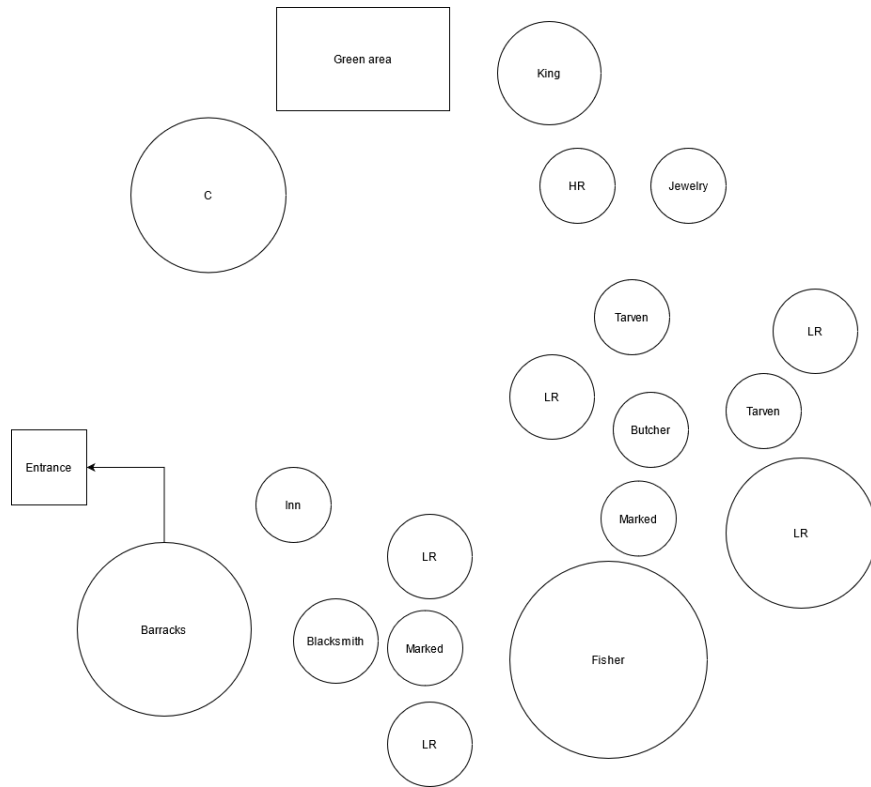 Green area
King
C
HR
Jewelry
Tarven
LR
LR
Tarven
Butcher
Entrance
Inn
Marked
LR
LR
Barracks
Blacksmith
Marked
Fisher
LR